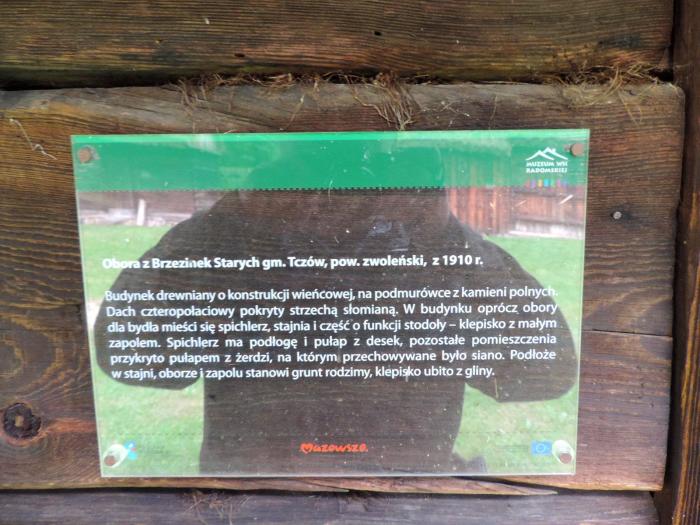 MUZEUM WSI
RADOMSKIEJ
Obora z Brzezinek Starych gm. Tczów, pow. zwoleński, z 1910 r.
Budynek drewniany o konstrukcji wieńcowej, na podmurówce z kamieni polnych.
Dach czteropołaciowy pokryty strzechą słomianą. W budynku oprócz obory
dla bydła mieści się spichlerz, stajnia i część o funkcji stodoły – klepisko z małym
zapolem. Spichlerz ma podłogę i pułap z desek, pozostałe pomieszczenia
przykryto pułapem z żerdzi, na którym przechowywane było siano. Podłoże
w stajni, oborze i zapolu stanowi grunt rodzimy, klepisko ubito z gliny.
Mazowsze.